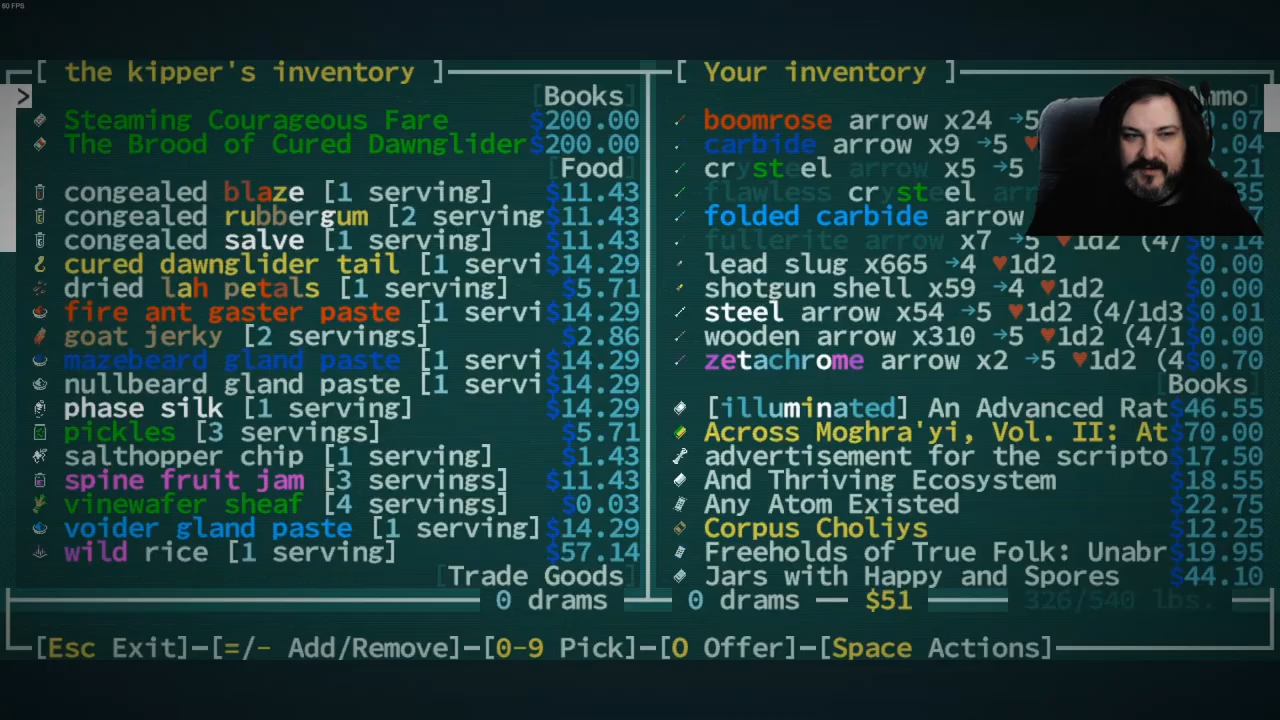 60 FPS
[ the kipper's inventory ]
>
[Books]
Steaming Courageous Fare $200.00
The Brood of Cured Dawnglider $200.00
[Food]
congealed blaze [1 serving] $11.43
congealed rubbergum [2 serving $11.43
congealed salve [1 serving] $11.43
cured dawnglider tail [1 servi $14.29
dried lah petals [1 serving] $5.71
fire ant gaster paste [1 servi $14.29
goat jerky [2 servings] $2.86
mazebeard gland paste [1 servi $14.29
nullbeard gland paste [1 servi $14.29
phase silk [1 serving] $14.29
pickles [3 servings] $5.71
salthopper chip [1 serving] $1.43
spine fruit jam [3 servings] $11.43
vinewafer sheaf [4 servings] $0.03
voider gland paste [1 serving] $14.29
wild rice [1 serving] $57.14
[Trade Goods]
0 drams
[ Your inventory ]
mmo]
boomrose arrow x24 →5 0.07
carbide arrow x9 →5 ♥ .04
crysteel arrow x5 →5 .21
flawless crysteel arr 35
folded carbide arrow
fullerite arrow x7 →5 ♥1d2 (4/ $0.14
lead slug x665 →4 ♥1d2 $0.00
shotgun shell x59 →4 ♥1d2 $0.00
steel arrow x54 →5 ♥1d2 (4/1d3 $0.01
wooden arrow x310 →5 ♥1d2 (4/1 $0.00
zetachrome arrow x2 →5 ♥1d2 (4 $0.70
[Books]
[illuminated] An Advanced Rat $46.55
Across Moghra'yi, Vol. II: At $70.00
advertisement for the scripto $17.50
And Thriving Ecosystem $18.55
Any Atom Existed $22.75
Corpus Choliys $12.25
Freeholds of True Folk: Unabr $19.95
Jars with Happy and Spores $44.10
0 drams — $51 326/540 lbs.
[Esc Exit]—[=/- Add/Remove]—[0-9 Pick]—[O Offer]—[Space Actions]